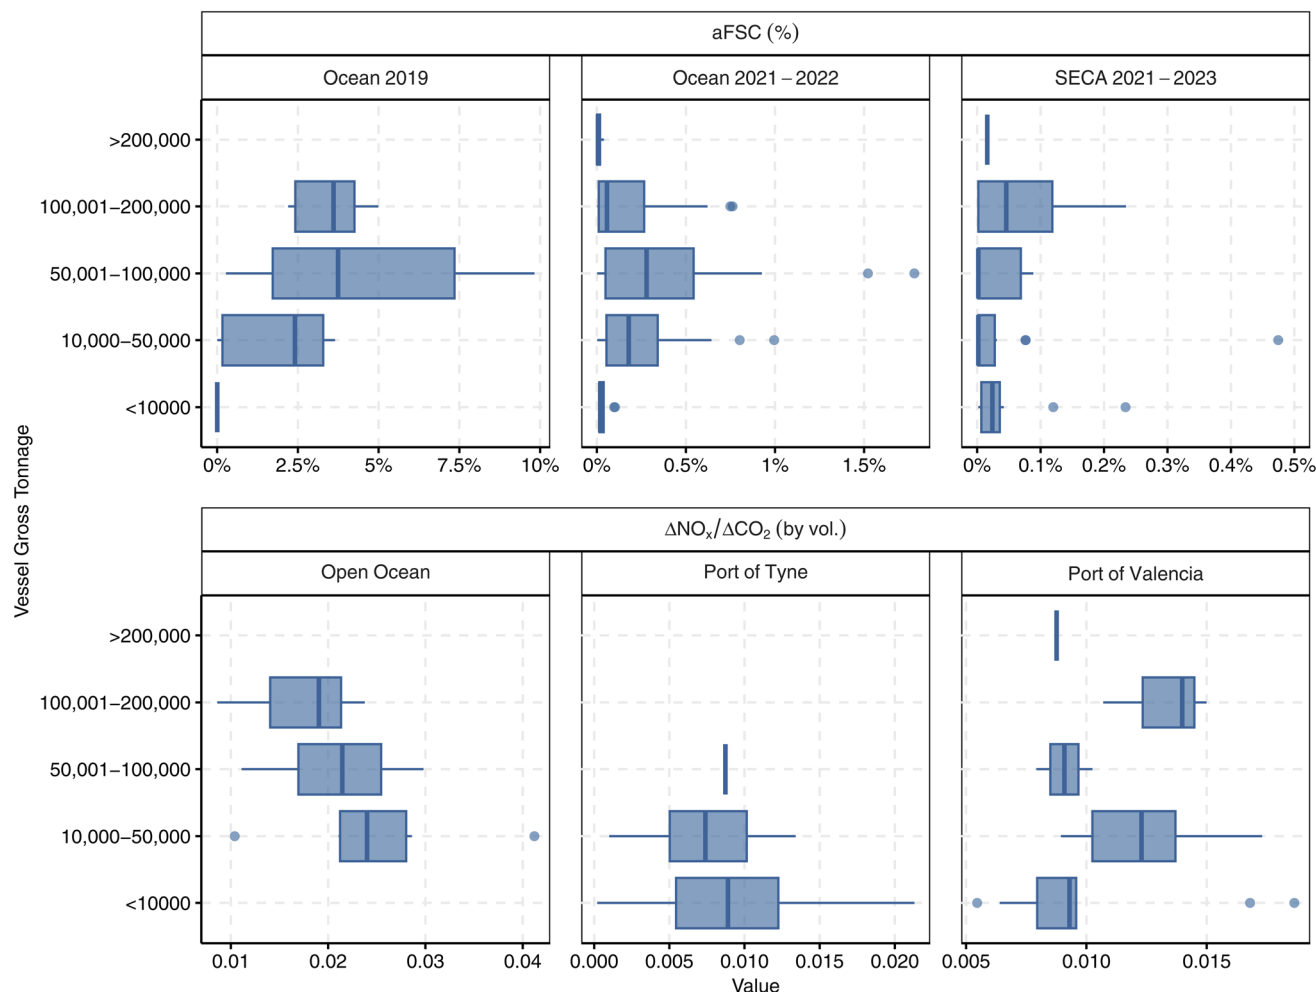 aFSC (%)
Ocean 2019
Ocean 2021 – 2022
SECA 2021 – 2023
>200,000
100,001–200,000
50,001–100,000
10,000–50,000
<10000
0% 2.5% 5% 7.5% 10%
0% 0.5% 1% 1.5%
0% 0.1% 0.2% 0.3% 0.4% 0.5%
Vessel Gross Tonnage
ΔNOₓ/ΔCO₂ (by vol.)
Open Ocean
Port of Tyne
Port of Valencia
>200,000
100,001–200,000
50,001–100,000
10,000–50,000
<10000
0.01 0.02 0.03 0.04
0.000 0.005 0.010 0.015 0.020
0.005 0.010 0.015
Value